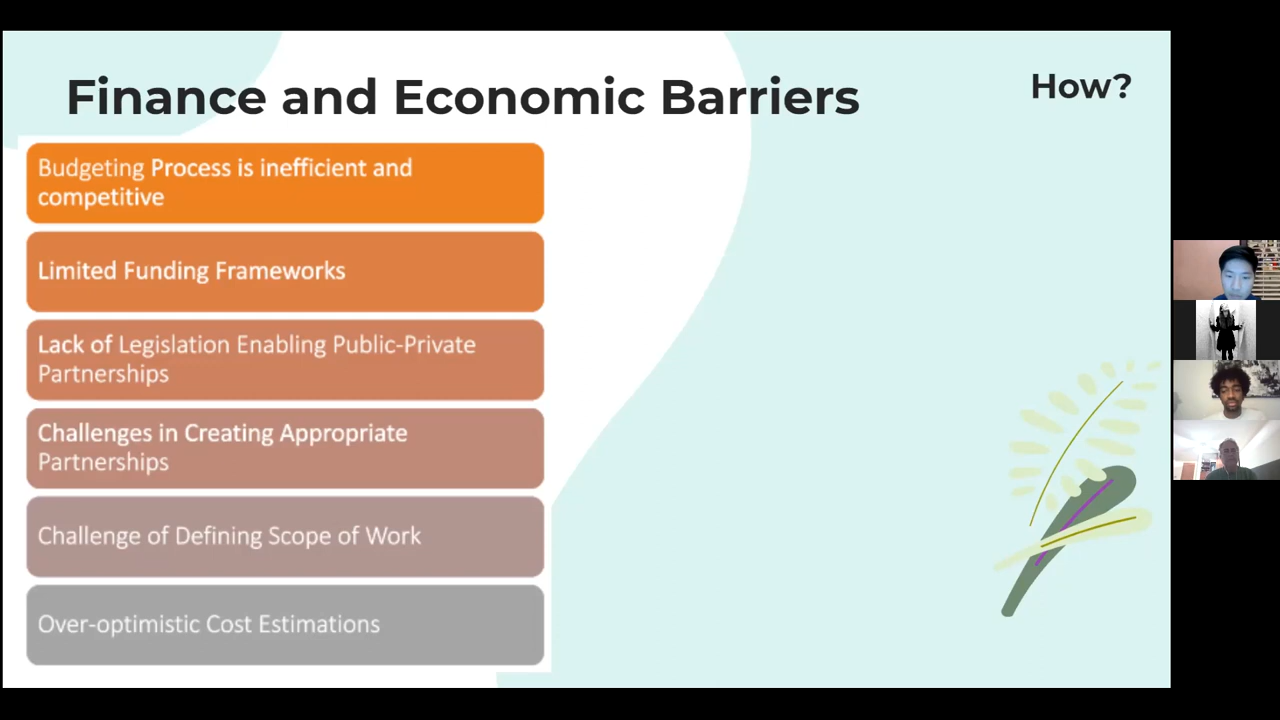 Finance and Economic Barriers
How?
Budgeting Process is inefficient and
competitive
Limited Funding Frameworks
Lack of Legislation Enabling Public-Private
Partnerships
Challenges in Creating Appropriate
Partnerships
Challenge of Defining Scope of Work
Over-optimistic Cost Estimations